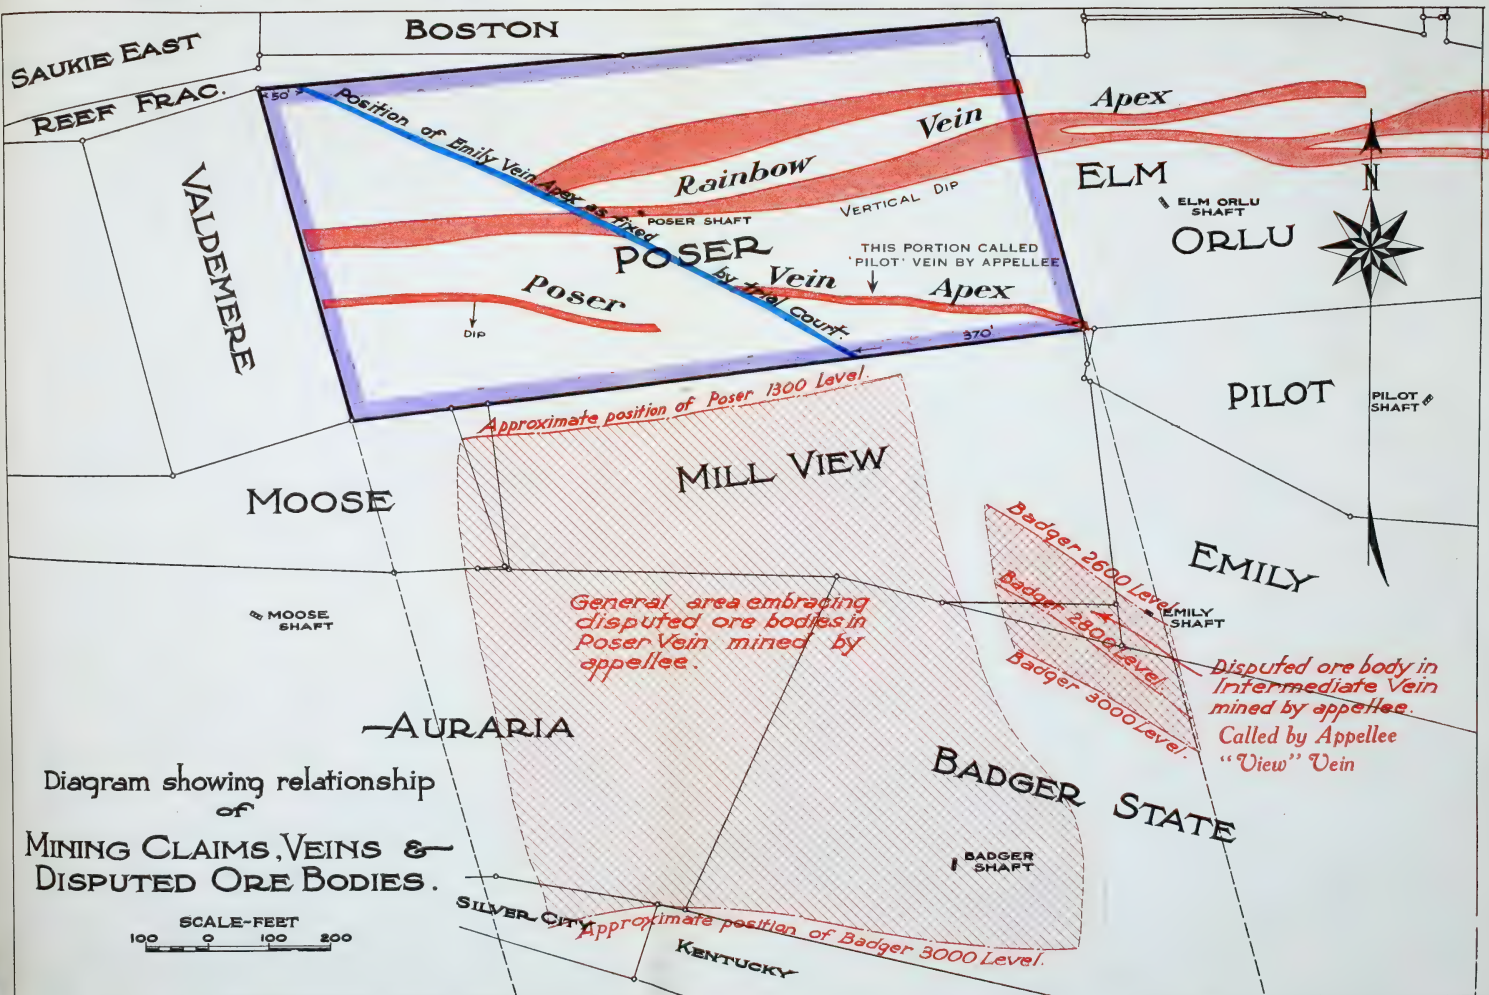 BOSTON
SAUKIE EAST
REEF FRAC.
50'
Position of Emily Vein Apex as fixed
by trial Court.
VALDEMERE
Rainbow Vein Apex
VERTICAL DIP
POSER SHAFT
POSER
THIS PORTION CALLED
'PILOT' VEIN BY APPELLEE
Poser Vein Apex
DIP
370'
ELM
ORLU
ELM ORLU
SHAFT
N
PILOT
PILOT
SHAFT
Approximate position of Poser 1300 Level.
MILL VIEW
MOOSE
MOOSE
SHAFT
EMILY
EMILY
SHAFT
Badger 2600 Level
Badger 2800 Level
Badger 3000 Level.
General area embracing
disputed ore bodies in
Poser Vein mined by
appellee.
Disputed ore body in
Intermediate Vein
mined by appellee.
Called by Appellee
"View" Vein
AURARIA
BADGER STATE
BADGER
SHAFT
Diagram showing relationship
of
MINING CLAIMS, VEINS &
DISPUTED ORE BODIES.
SCALE-FEET
100 0 100 200
SILVER CITY
Approximate position of Badger 3000 Level.
KENTUCKY